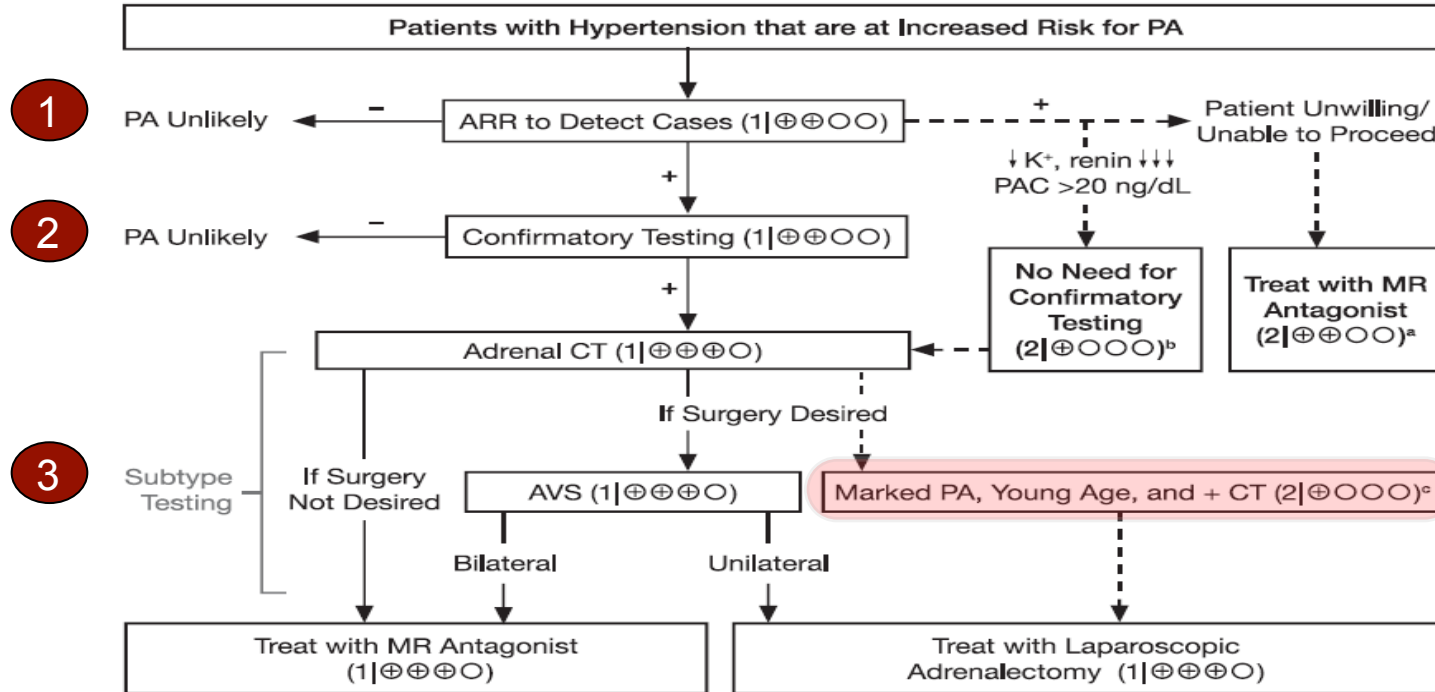 Patients with Hypertension that are at Increased Risk for PA
1
PA Unlikely
−
ARR to Detect Cases (1|⊕⊕○○)
+
Patient Unwilling/
Unable to Proceed
↓ K⁺, renin ↓↓↓
PAC >20 ng/dL
+
2
PA Unlikely
−
Confirmatory Testing (1|⊕⊕○○)
+
No Need for
Confirmatory
Testing
(2|⊕○○○)ᵇ
Treat with MR
Antagonist
(2|⊕⊕○○)ᵃ
Adrenal CT (1|⊕⊕⊕○)
If Surgery Desired
3
Subtype
Testing
If Surgery
Not Desired
AVS (1|⊕⊕⊕○)
Marked PA, Young Age, and + CT (2|⊕○○○)ᶜ
Bilateral
Unilateral
Treat with MR Antagonist
(1|⊕⊕⊕○)
Treat with Laparoscopic
Adrenalectomy (1|⊕⊕⊕○)